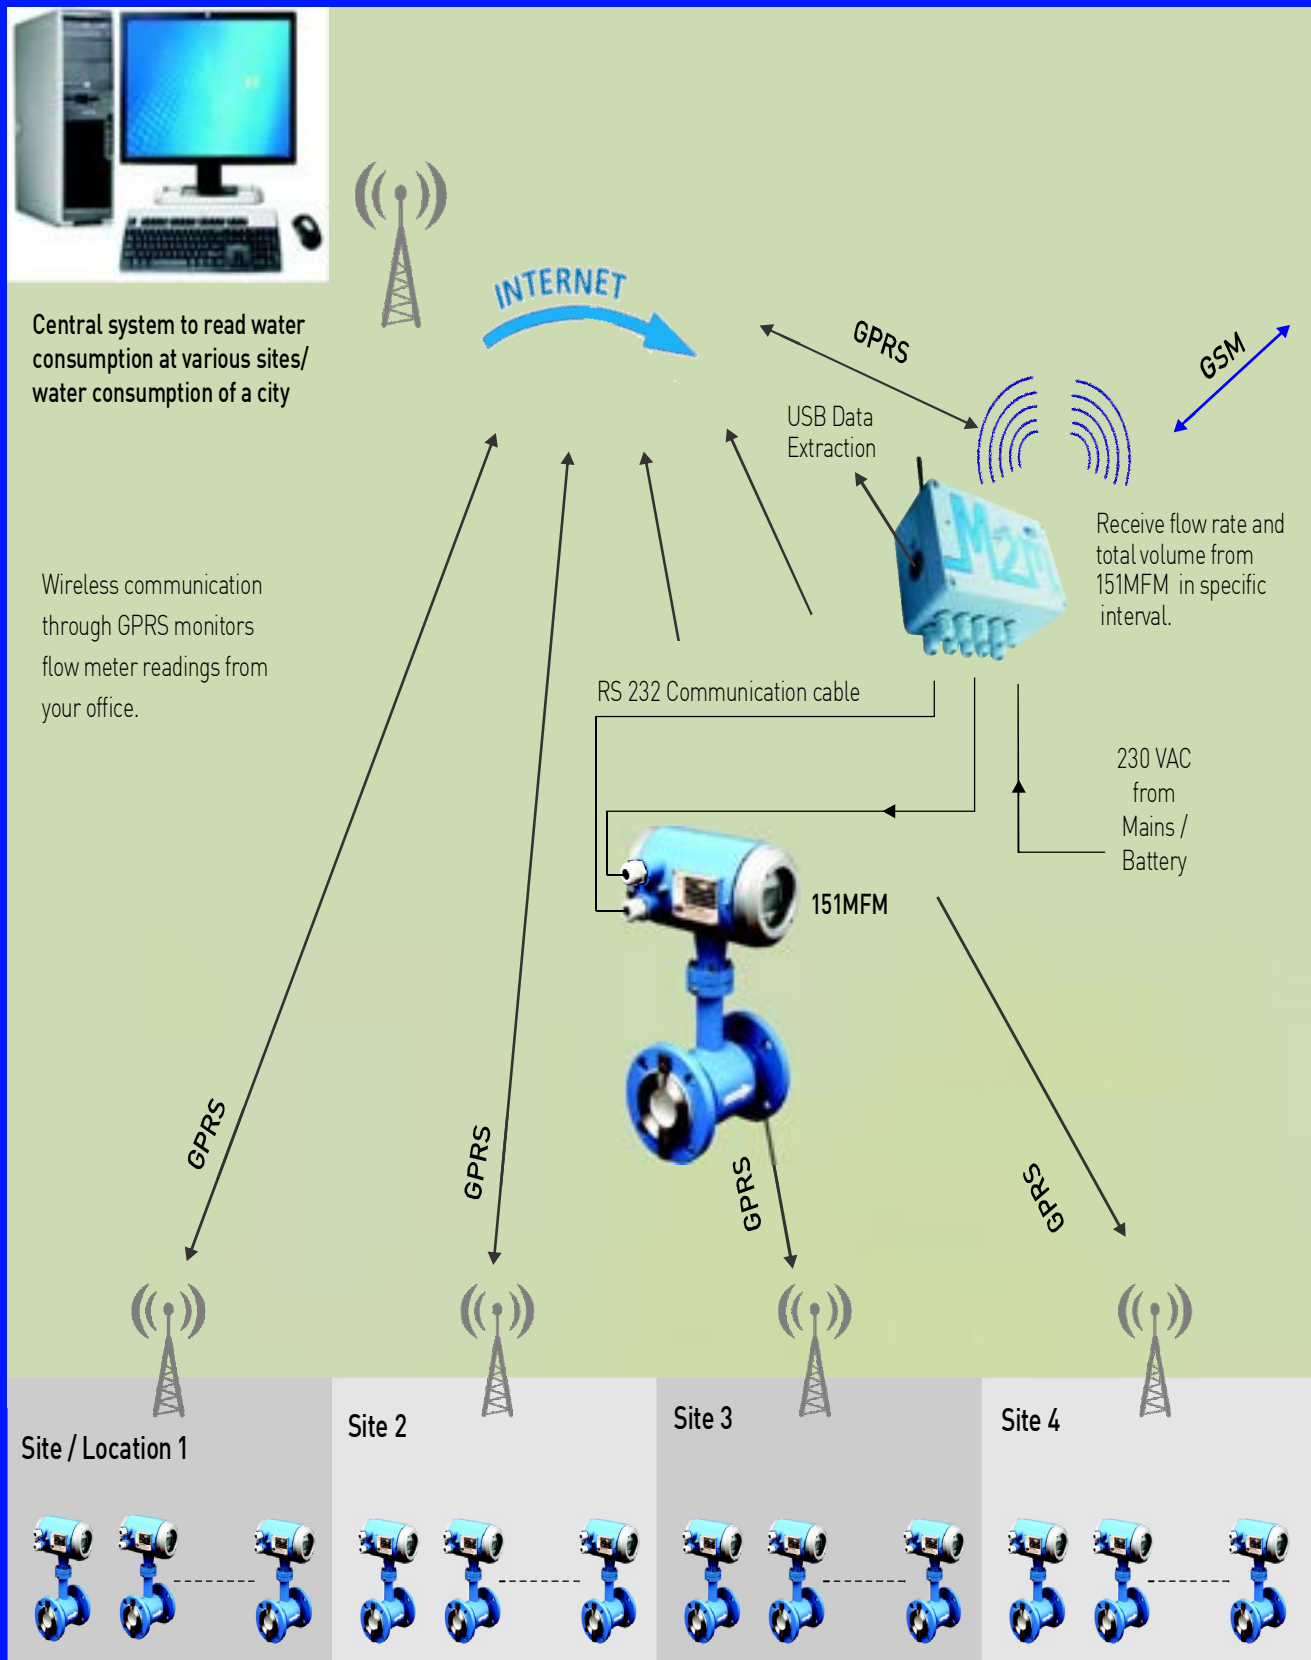 INTERNET
Central system to read water
consumption at various sites/
water consumption of a city
GPRS
GSM
USB Data
Extraction
M2M
Receive flow rate and
total volume from
151MFM in specific
interval.
Wireless communication
through GPRS monitors
flow meter readings from
your office.
RS 232 Communication cable
230 VAC
from
Mains /
Battery
151MFM
GPRS
GPRS
GPRS
GPRS
Site / Location 1
Site 2
Site 3
Site 4